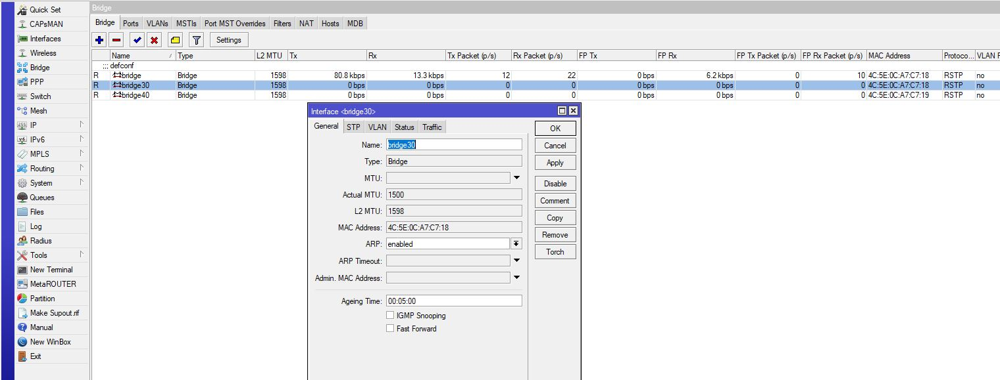 Bridge
Quick Set
CAPsMAN
Interfaces
Wireless
Bridge
PPP
Switch
Mesh
IP
IPv6
MPLS
Routing
System
Queues
Files
Log
Radius
Tools
New Terminal
MetaROUTER
Partition
Make Supout.rif
Manual
New WinBox
Exit
Bridge Ports VLANs MSTIs Port MST Overrides Filters NAT Hosts MDB
Settings
Name / Type L2 MTU Tx Rx Tx Packet (p/s) Rx Packet (p/s) FP Tx FP Rx FP Tx Packet (p/s) FP Rx Packet (p/s) MAC Address Protoco... VLAN F
;;; defconf
R bridge Bridge 1598 80.8 kbps 13.3 kbps 12 22 0 bps 6.2 kbps 0 10 4C:5E:0C:A7:C7:18 RSTP no
R bridge30 Bridge 1598 0 bps 0 bps 0 0 0 bps 0 bps 0 0 4C:5E:0C:A7:C7:18 RSTP no
R bridge40 Bridge 1598 0 bps 0 bps 0 0 0 bps 0 bps 0 0 4C:5E:0C:A7:C7:19 RSTP no
Interface <bridge30>
General STP VLAN Status Traffic
Name: bridge30
Type: Bridge
MTU:
Actual MTU: 1500
L2 MTU: 1598
MAC Address: 4C:5E:0C:A7:C7:18
ARP: enabled
ARP Timeout:
Admin. MAC Address:
Ageing Time: 00:05:00
IGMP Snooping
Fast Forward
OK
Cancel
Apply
Disable
Comment
Copy
Remove
Torch